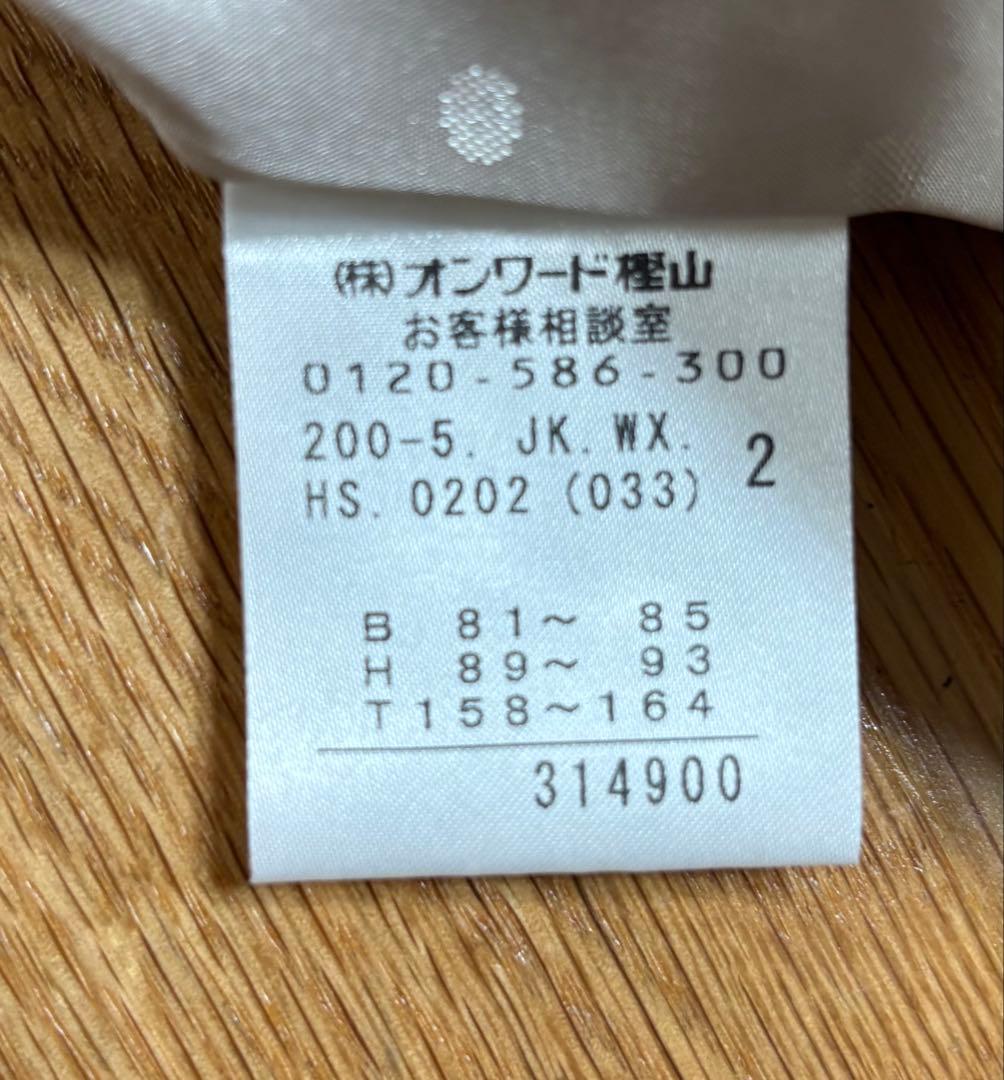 (株)オンワード樫山
お客様相談室
0120-586-300
200-5. JK. WX. 2
HS. 0202 (033)
B 81～ 85
H 89～ 93
T158～164
314900